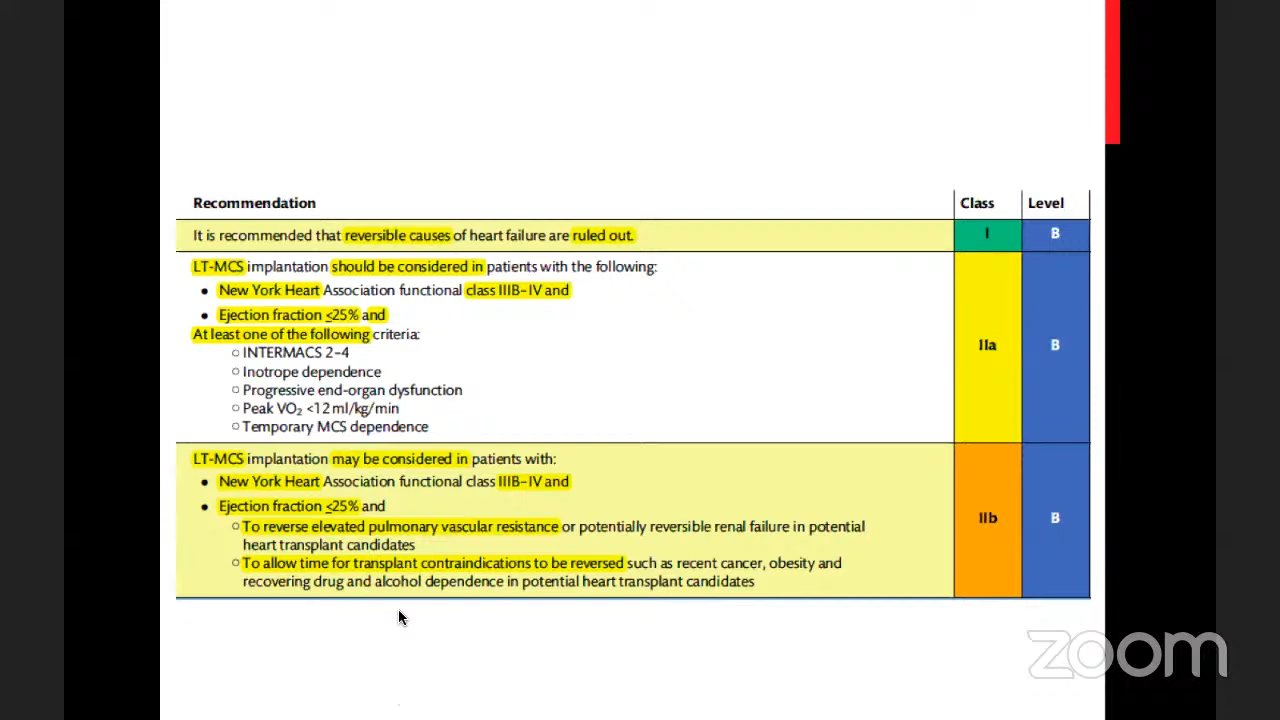 Recommendation Class Level
It is recommended that reversible causes of heart failure are ruled out. I B
LT-MCS implantation should be considered in patients with the following:
• New York Heart Association functional class IIIB–IV and
• Ejection fraction ≤25% and
At least one of the following criteria:
○ INTERMACS 2–4
○ Inotrope dependence
○ Progressive end-organ dysfunction
○ Peak VO₂ <12 ml/kg/min
○ Temporary MCS dependence
IIa B
LT-MCS implantation may be considered in patients with:
• New York Heart Association functional class IIIB–IV and
• Ejection fraction ≤25% and
○ To reverse elevated pulmonary vascular resistance or potentially reversible renal failure in potential
heart transplant candidates
○ To allow time for transplant contraindications to be reversed such as recent cancer, obesity and
recovering drug and alcohol dependence in potential heart transplant candidates
IIb B
zoom